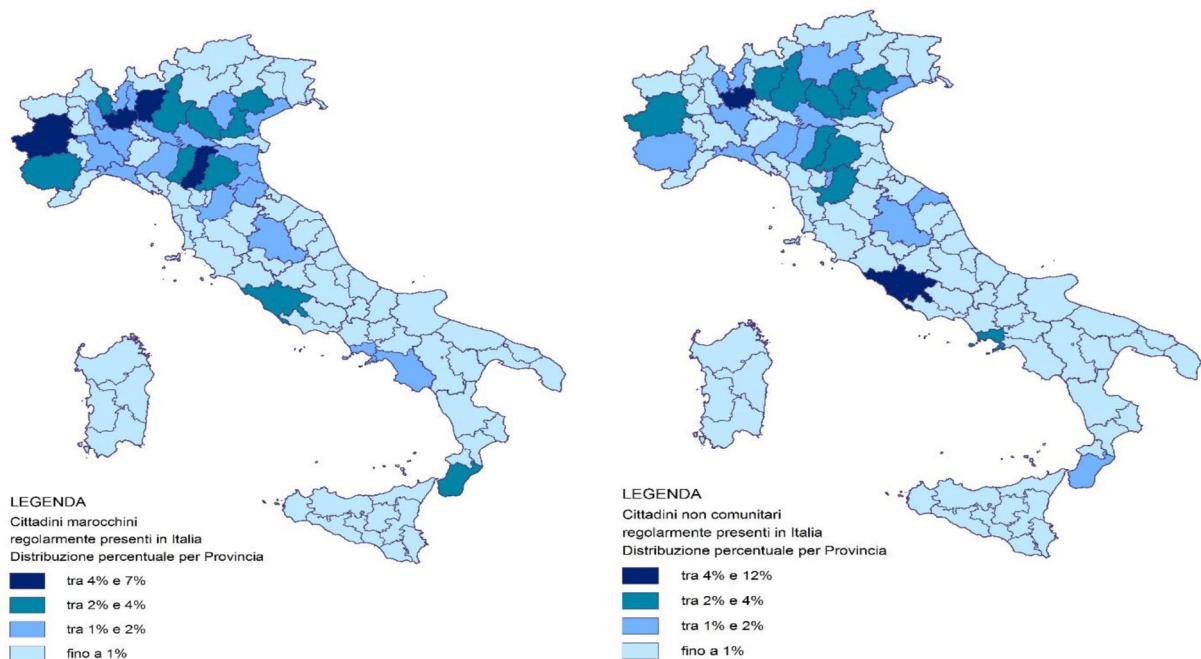 LEGENDA
Cittadini marocchini
regolarmente presenti in Italia
Distribuzione percentuale per Provincia
tra 4% e 7%
tra 2% e 4%
tra 1% e 2%
fino a 1%
LEGENDA
Cittadini non comunitari
regolarmente presenti in Italia
Distribuzione percentuale per Provincia
tra 4% e 12%
tra 2% e 4%
tra 1% e 2%
fino a 1%